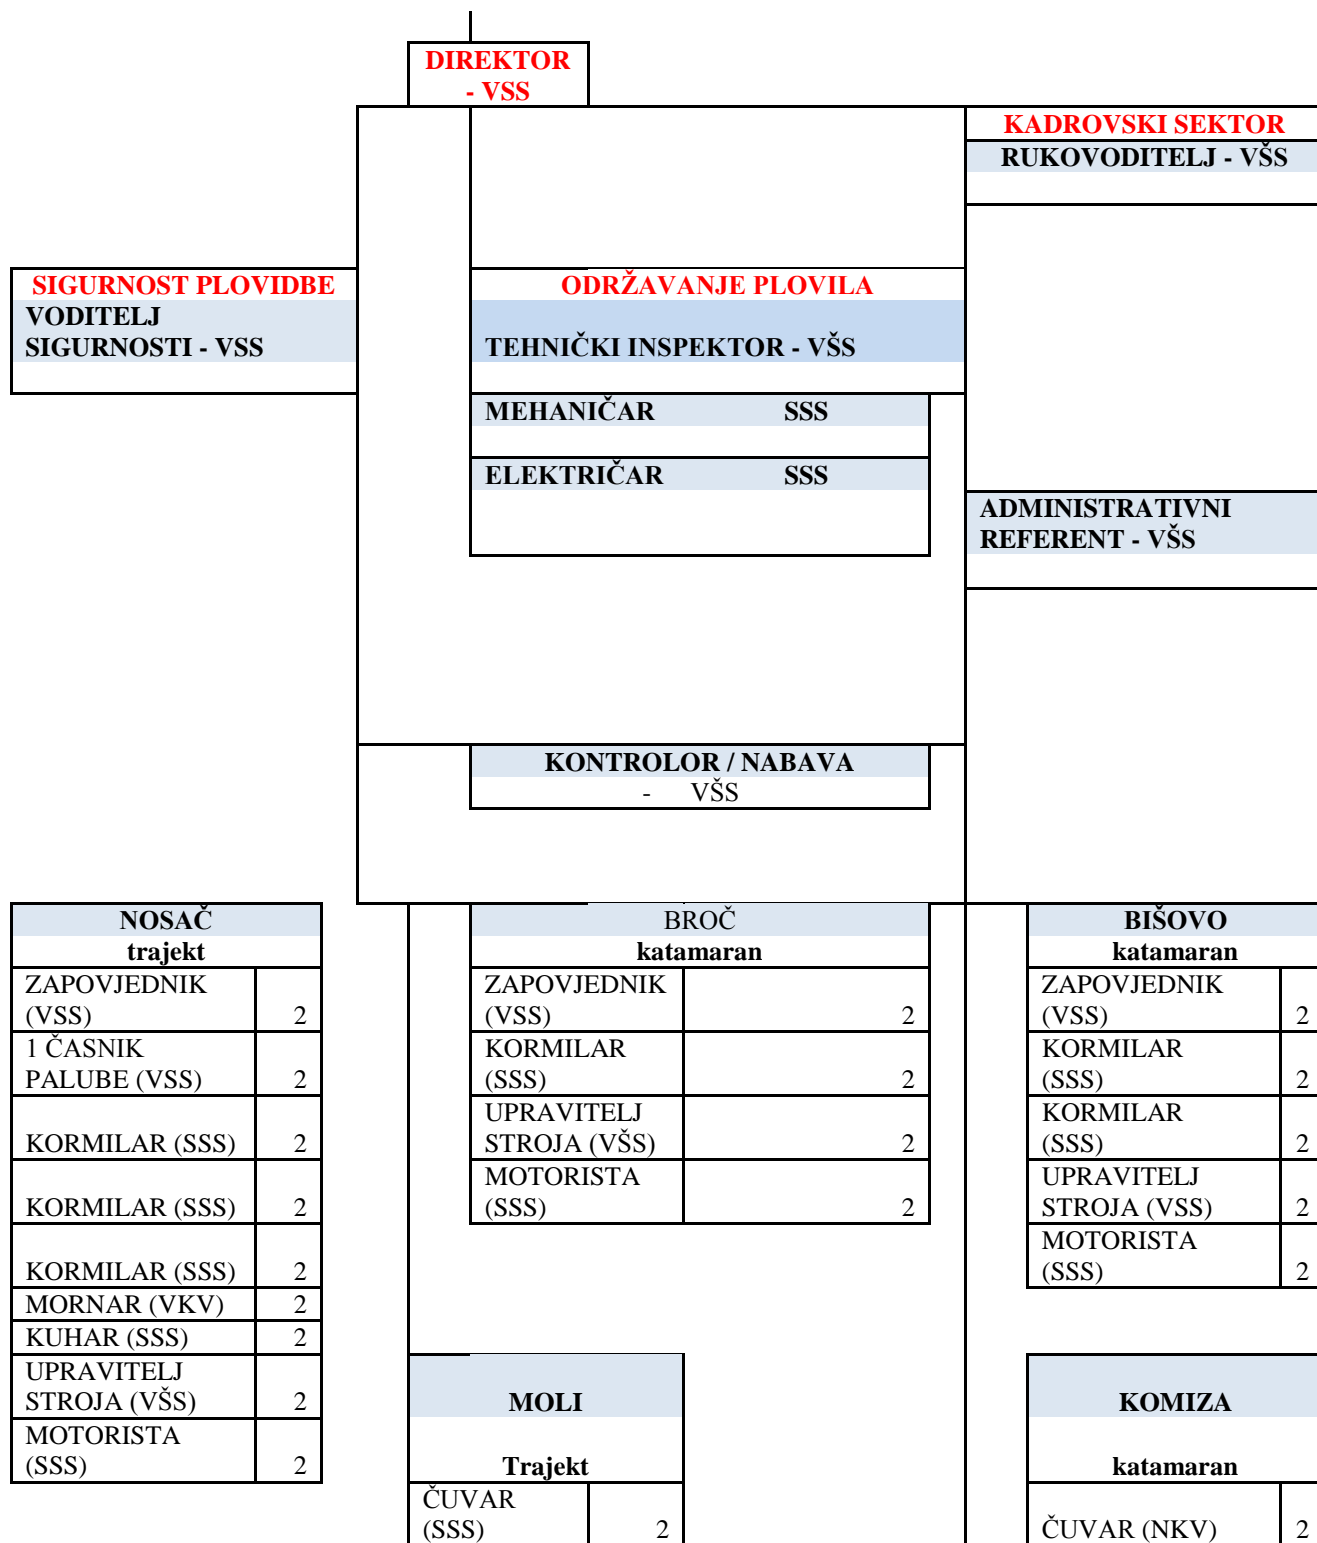 DIREKTOR
- VSS
KADROVSKI SEKTOR
RUKOVODITELJ - VŠS
SIGURNOST PLOVIDBE
VODITELJ
SIGURNOSTI - VSS
ODRŽAVANJE PLOVILA
TEHNIČKI INSPEKTOR - VŠS
MEHANIČAR SSS
ELEKTRIČAR SSS
ADMINISTRATIVNI
REFERENT - VŠS
KONTROLOR / NABAVA
- VŠS
NOSAČ
trajekt
ZAPOVJEDNIK
(VSS) 2
1 ČASNIK
PALUBE (VSS) 2
KORMILAR (SSS) 2
KORMILAR (SSS) 2
KORMILAR (SSS) 2
MORNAR (VKV) 2
KUHAR (SSS) 2
UPRAVITELJ
STROJA (VŠS) 2
MOTORISTA
(SSS) 2
BROČ
katamaran
ZAPOVJEDNIK
(VSS) 2
KORMILAR
(SSS) 2
UPRAVITELJ
STROJA (VŠS) 2
MOTORISTA
(SSS) 2
BIŠOVO
katamaran
ZAPOVJEDNIK
(VSS) 2
KORMILAR
(SSS) 2
KORMILAR
(SSS) 2
UPRAVITELJ
STROJA (VSS) 2
MOTORISTA
(SSS) 2
MOLI
Trajekt
ČUVAR
(SSS) 2
KOMIZA
katamaran
ČUVAR (NKV) 2